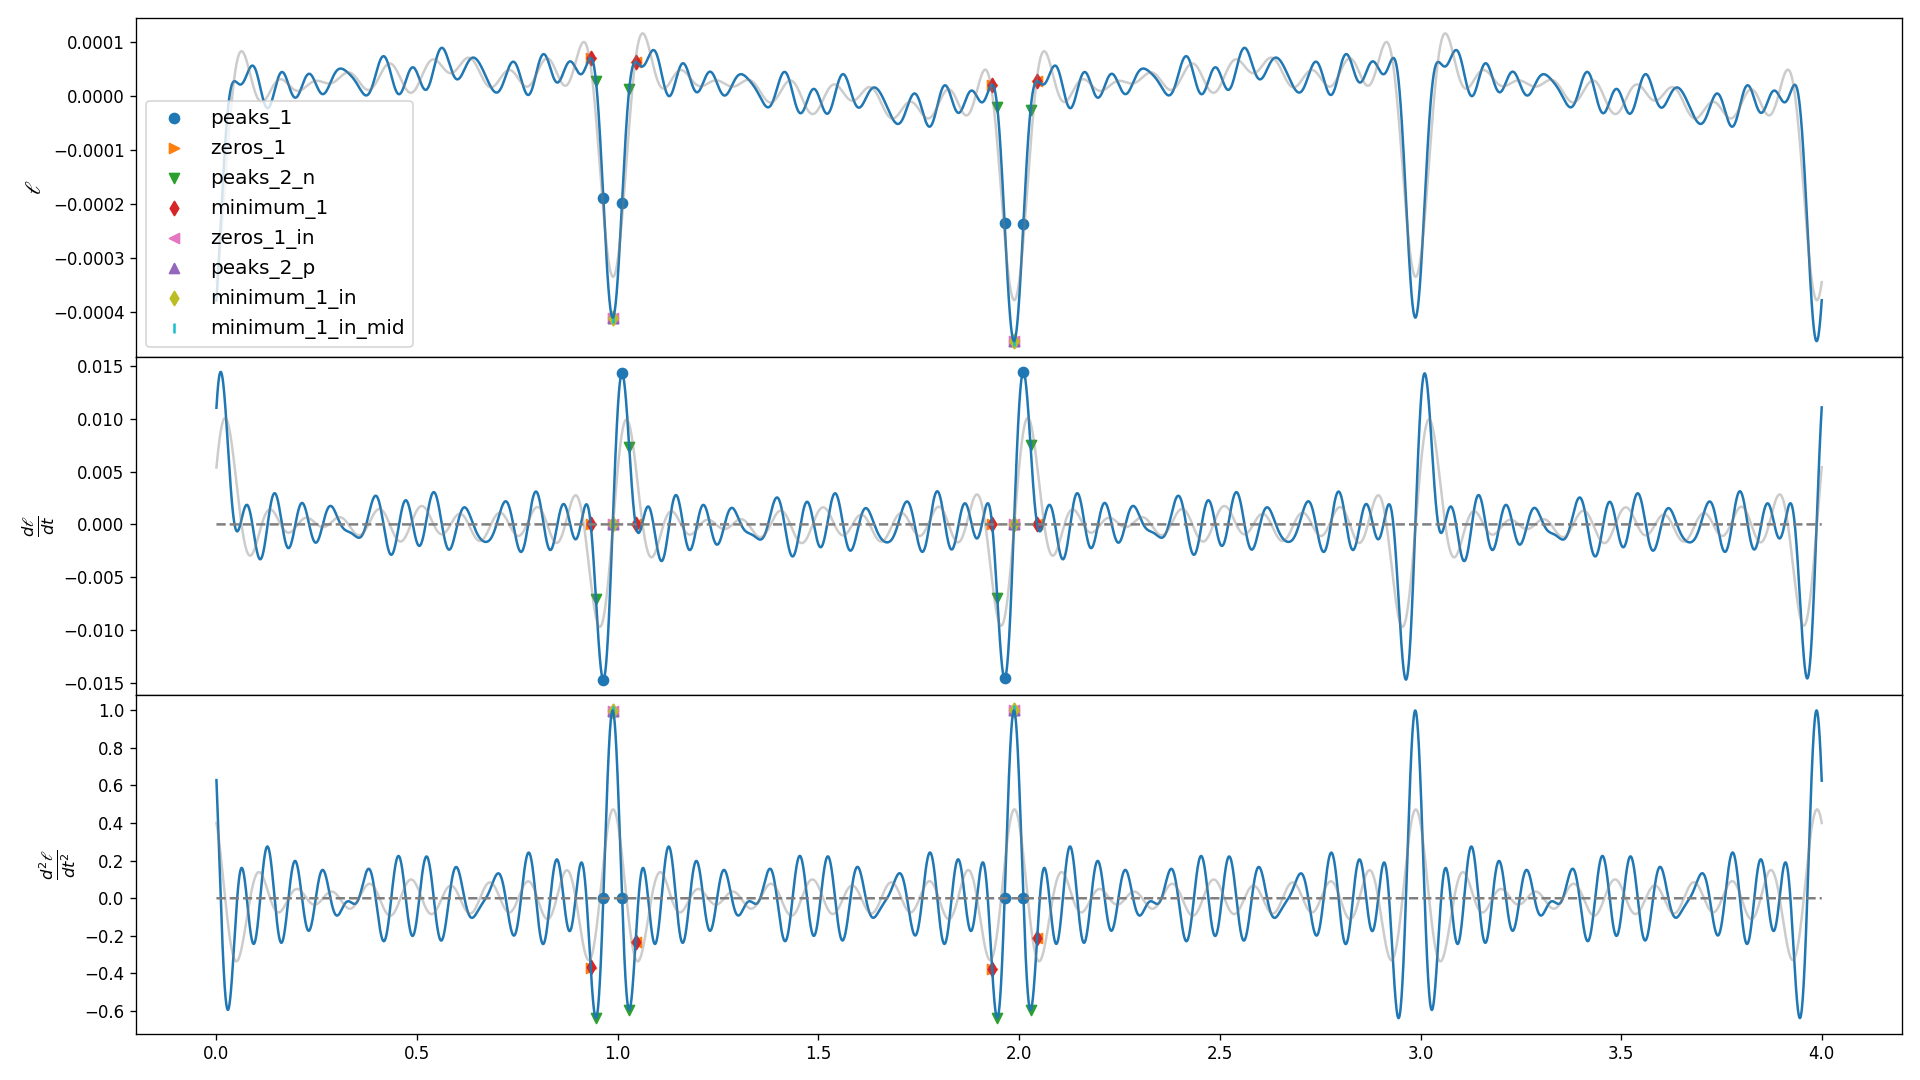 0.0001
0.0000
−0.0001
−0.0002
−0.0003
−0.0004
ℓ
peaks_1
zeros_1
peaks_2_n
minimum_1
zeros_1_in
peaks_2_p
minimum_1_in
minimum_1_in_mid
0.015
0.010
0.005
0.000
−0.005
−0.010
−0.015
dℓ
dt
1.0
0.8
0.6
0.4
0.2
0.0
−0.2
−0.4
−0.6
d²ℓ
dt²
0.0 0.5 1.0 1.5 2.0 2.5 3.0 3.5 4.0